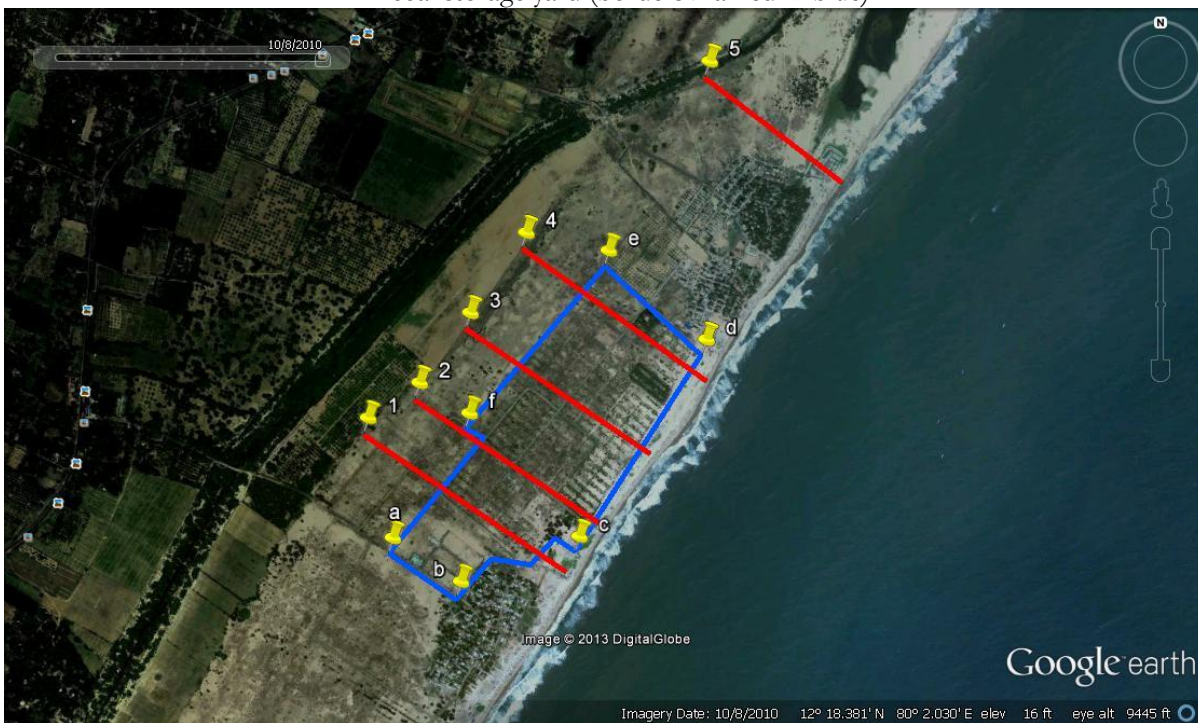 10/8/2010
N
5
4
e
3
d
2
f
1
a
c
b
Image © 2013 DigitalGlobe
Google earth
Imagery Date: 10/8/2010 12° 18.381' N 80° 2.030' E elev 16 ft eye alt 9445 ft